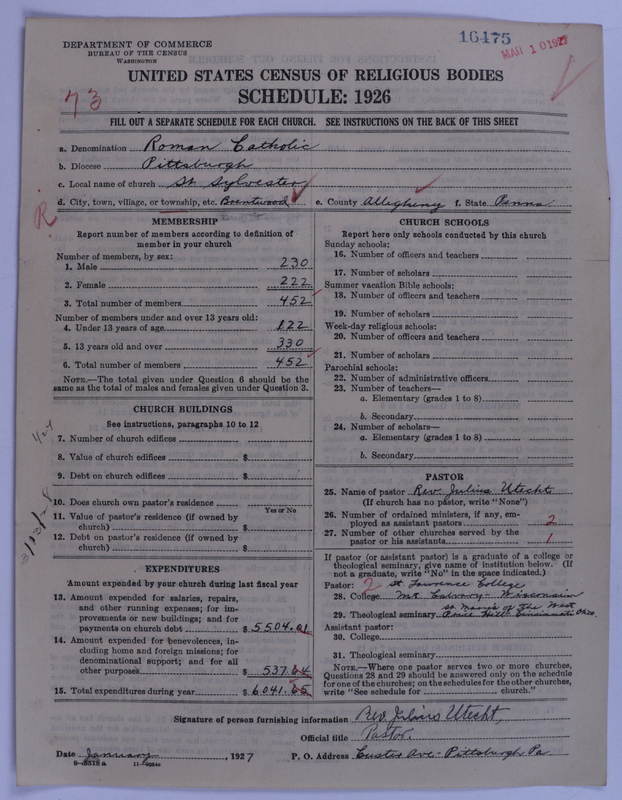 16475
MAR 10 1927
DEPARTMENT OF COMMERCE
BUREAU OF THE CENSUS
WASHINGTON
UNITED STATES CENSUS OF RELIGIOUS BODIES
SCHEDULE: 1926
73
FILL OUT A SEPARATE SCHEDULE FOR EACH CHURCH. SEE INSTRUCTIONS ON THE BACK OF THIS SHEET
a. Denomination Roman Catholic
b. Diocese Pittsburgh
c. Local name of church St Sylvester
d. City, town, village, or township, etc. Brentwood e. County Allegheny f. State Penna
R
MEMBERSHIP
Report number of members according to definition of
member in your church
Number of members, by sex:
1. Male 230
2. Female 222
3. Total number of members 452
Number of members under and over 13 years old:
4. Under 13 years of age 122
5. 13 years old and over 330
6. Total number of members 452
NOTE.—The total given under Question 6 should be the
same as the total of males and females given under Question 3.
CHURCH BUILDINGS
See instructions, paragraphs 10 to 12
7. Number of church edifices
8. Value of church edifices $
9. Debt on church edifices $
10. Does church own pastor's residence
Yes or No
11. Value of pastor's residence (if owned by
church) $
12. Debt on pastor's residence (if owned by
church) $
EXPENDITURES
Amount expended by your church during last fiscal year
13. Amount expended for salaries, repairs,
and other running expenses; for im-
provements or new buildings; and for
payments on church debt $ 5504.01
14. Amount expended for benevolences, in-
cluding home and foreign missions; for
denominational support; and for all
other purposes $ 537.64
15. Total expenditures during year $ 6041.65
CHURCH SCHOOLS
Report here only schools conducted by this church
Sunday schools:
16. Number of officers and teachers
17. Number of scholars
Summer vacation Bible schools:
18. Number of officers and teachers
19. Number of scholars
Week-day religious schools:
20. Number of officers and teachers
21. Number of scholars
Parochial schools:
22. Number of administrative officers
23. Number of teachers—
a. Elementary (grades 1 to 8)
b. Secondary
24. Number of scholars—
a. Elementary (grades 1 to 8)
b. Secondary
PASTOR
25. Name of pastor Rev. Julius Utecht
(If church has no pastor, write "None")
26. Number of ordained ministers, if any, em-
ployed as assistant pastors 2
27. Number of other churches served by the
pastor or his assistants 1
If pastor (or assistant pastor) is a graduate of a college or
theological seminary, give name of institution below. (If
not a graduate, write "No" in the space indicated.)
Pastor: 2 St Lawrence College
28. College Mt Calvary - Wisconsin
St. Mary's of the West
29. Theological seminary Price Hill Cincinnati Ohio
Assistant pastor:
30. College
31. Theological seminary
NOTE.—Where one pastor serves two or more churches,
Questions 28 and 29 should be answered only on the schedule
for one of the churches; on the schedules for the other churches,
write "See schedule for church."
Signature of person furnishing information Rev. Julius Utecht
Official title Pastor.
Date January, 1927 P. O. Address Custer Ave - Pittsburgh Pa.